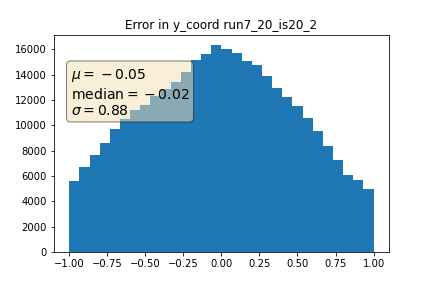 Error in y_coord run7_20_is20_2
16000
14000
12000
10000
8000
6000
4000
2000
0
μ = −0.05
median = −0.02
σ = 0.88
−1.00 −0.75 −0.50 −0.25 0.00 0.25 0.50 0.75 1.00